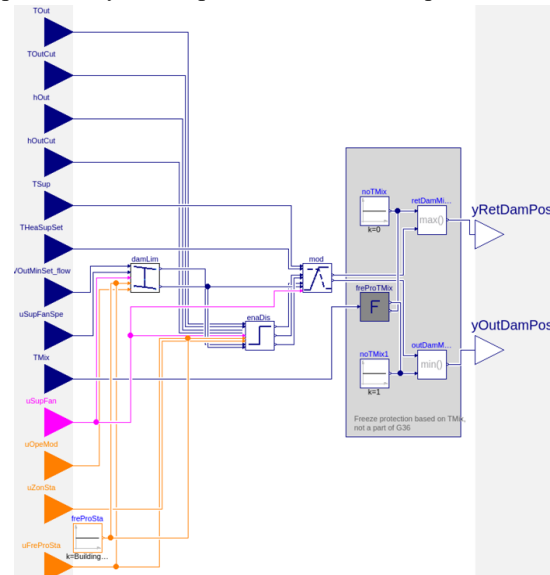 TOut
TOutCut
hOut
hOutCut
TSup
THeaSupSet
VOutMinSet_flow
uSupFanSpe
TMix
uSupFan
uOpeMod
uZonSta
uFreProSta
freProSta
k=Building...
damLim
enaDis
mod
noTMix
k=0
retDamMi...
max()
freProTMix
F
noTMix1
k=1
outDamM...
min()
Freeze protection based on TMix,
not a part of G36
yRetDamPos
yOutDamPos